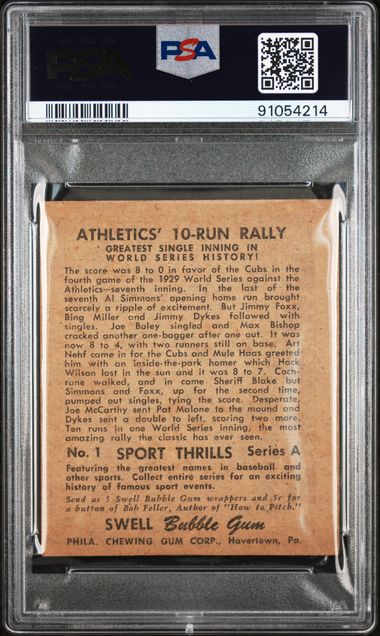 PSA
PSA
91054214
ATHLETICS' 10-RUN RALLY
GREATEST SINGLE INNING IN
WORLD SERIES HISTORY!
The score was 8 to 0 in favor of the Cubs in the
fourth game of the 1929 World Series against the
Athletics—seventh inning. In the last of the
seventh Al Simmons' opening home run brought
scarcely a ripple of excitement. But Jimmy Foxx,
Bing Miller and Jimmy Dykes followed with
singles. Joe Boley singled and Max Bishop
cracked another one-bagger after one out. It
was now 8 to 4, with two runners still on base. Art
Nehf came in for the Cubs and Mule Haas greeted
him with an inside-the-park homer which Hack
Wilson lost in the sun and it was 8 to 7. Coch-
rune walked, and in came Sheriff Blake but
Simmons and Foxx, up for the second time,
pumped out singles, tying the score. Desperate,
Joe McCarthy sent Pat Malone to the mound and
Dykes sent a double to left, scoring two more.
Ten runs in one World Series inning, the most
amazing rally the classic has ever seen.
No. 1 SPORT THRILLS Series A
Featuring the greatest names in baseball and
other sports. Collect entire series for an exciting
history of famous sport events.
Send us 5 Swell Bubble Gum wrappers and 5c for
a button of Bob Feller, Author of "How to Pitch."
SWELL Bubble Gum
PHILA. CHEWING GUM CORP., Havertown, Pa.